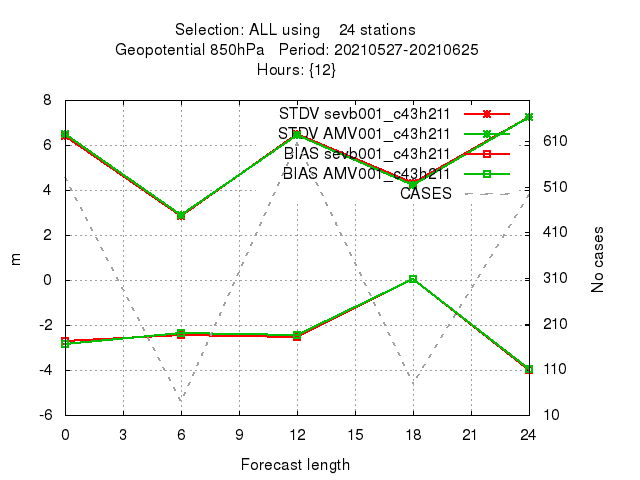 Selection: ALL using 24 stations
Geopotential 850hPa Period: 20210527-20210625
Hours: {12}
8
6
4
2
0
-2
-4
-6
m
STDV sevb001_c43h211
STDV AMV001_c43h211
BIAS sevb001_c43h211
BIAS AMV001_c43h211
CASES
610
510
410
310
210
110
10
No cases
0 3 6 9 12 15 18 21 24
Forecast length